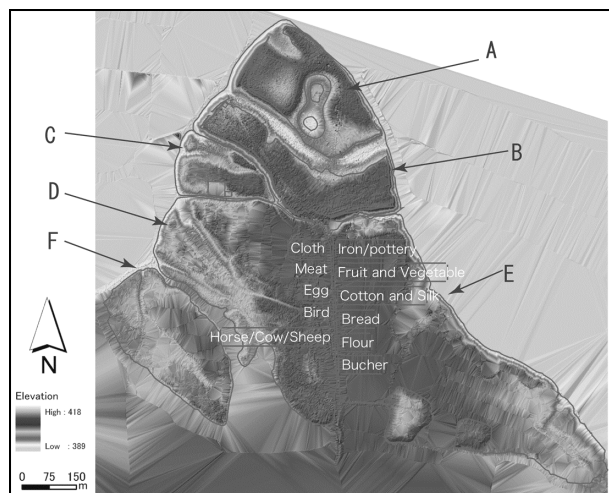 A
B
C
D
F
E
Cloth Iron/pottery
Meat Fruit and Vegetable
Egg Cotton and Silk
Bird Bread
Horse/Cow/Sheep Flour
Bucher
N
Elevation
High : 418
Low : 389
0 75 150
m